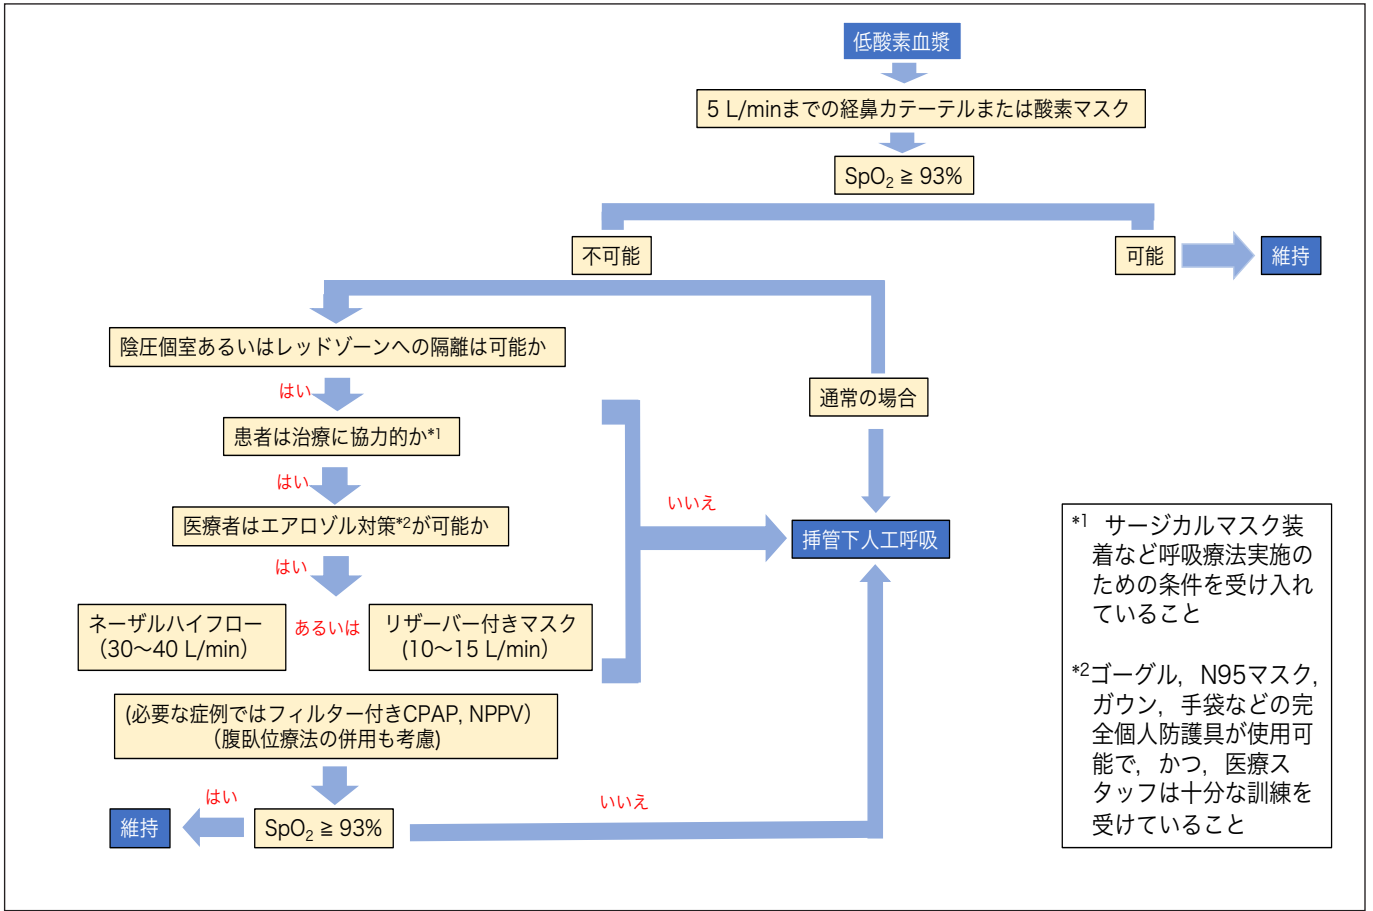 低酸素血漿
5 L/minまでの経鼻カテーテルまたは酸素マスク
SpO₂ ≧ 93%
不可能
可能
維持
陰圧個室あるいはレッドゾーンへの隔離は可能か
通常の場合
はい
患者は治療に協力的か*¹
はい
医療者はエアロゾル対策*²が可能か
いいえ
挿管下人工呼吸
はい
ネーザルハイフロー
（30〜40 L/min）
あるいは
リザーバー付きマスク
(10〜15 L/min）
(必要な症例ではフィルター付きCPAP, NPPV）
（腹臥位療法の併用も考慮)
はい
いいえ
維持
SpO₂ ≧ 93%
*¹ サージカルマスク装
着など呼吸療法実施の
ための条件を受け入れ
ていること
*²ゴーグル，N95マスク,
ガウン，手袋などの完
全個人防護具が使用可
能で，かつ，医療ス
タッフは十分な訓練を
受けていること